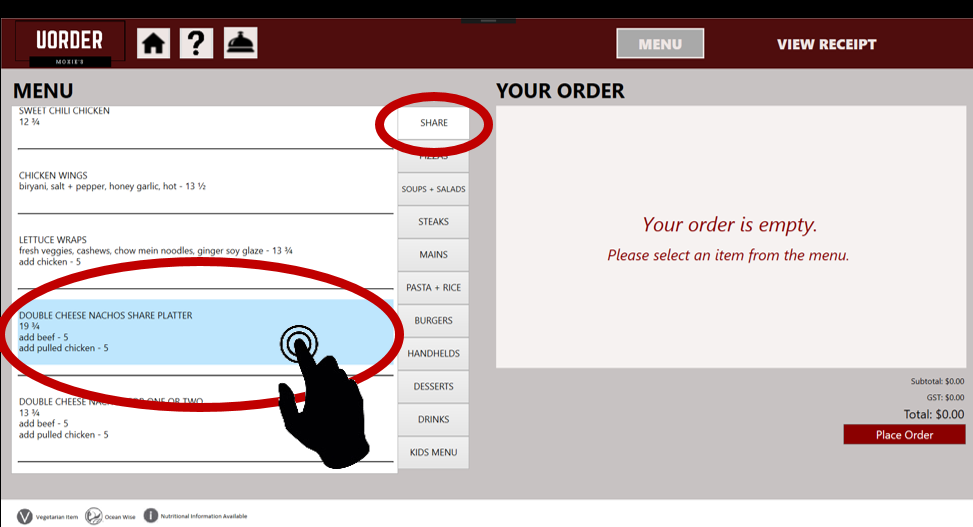 UORDER
MOXIE'S
?
MENU
VIEW RECEIPT
MENU
SWEET CHILI CHICKEN
12 ¾
CHICKEN WINGS
biryani, salt + pepper, honey garlic, hot - 13 ½
LETTUCE WRAPS
fresh veggies, cashews, chow mein noodles, ginger soy glaze - 13 ¾
add chicken - 5
DOUBLE CHEESE NACHOS SHARE PLATTER
19 ¾
add beef - 5
add pulled chicken - 5
DOUBLE CHEESE NACHOS FOR ONE OR TWO
13 ¾
add beef - 5
add pulled chicken - 5
SHARE
PIZZAS
SOUPS + SALADS
STEAKS
MAINS
PASTA + RICE
BURGERS
HANDHELDS
DESSERTS
DRINKS
KIDS MENU
YOUR ORDER
Your order is empty.
Please select an item from the menu.
Subtotal: $0.00
GST: $0.00
Total: $0.00
Place Order
V Vegetarian Item
Ocean Wise
i Nutritional Information Available